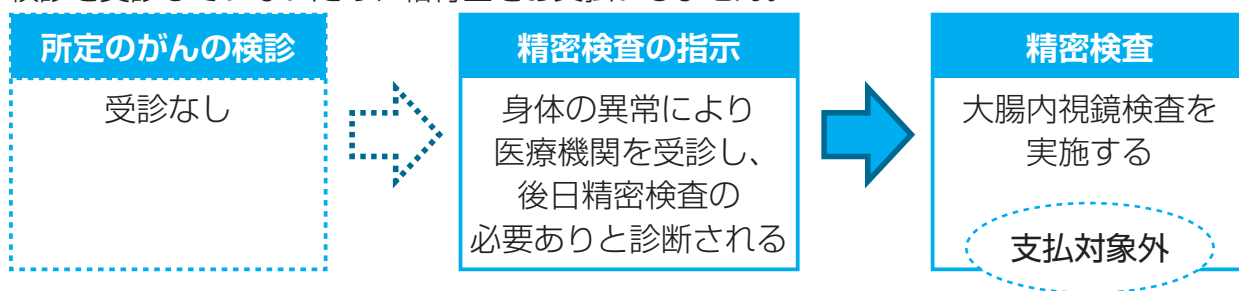 所定のがんの検診
受診なし
精密検査の指示
身体の異常により
医療機関を受診し、
後日精密検査の
必要ありと診断される
精密検査
大腸内視鏡検査を
実施する
支払対象外